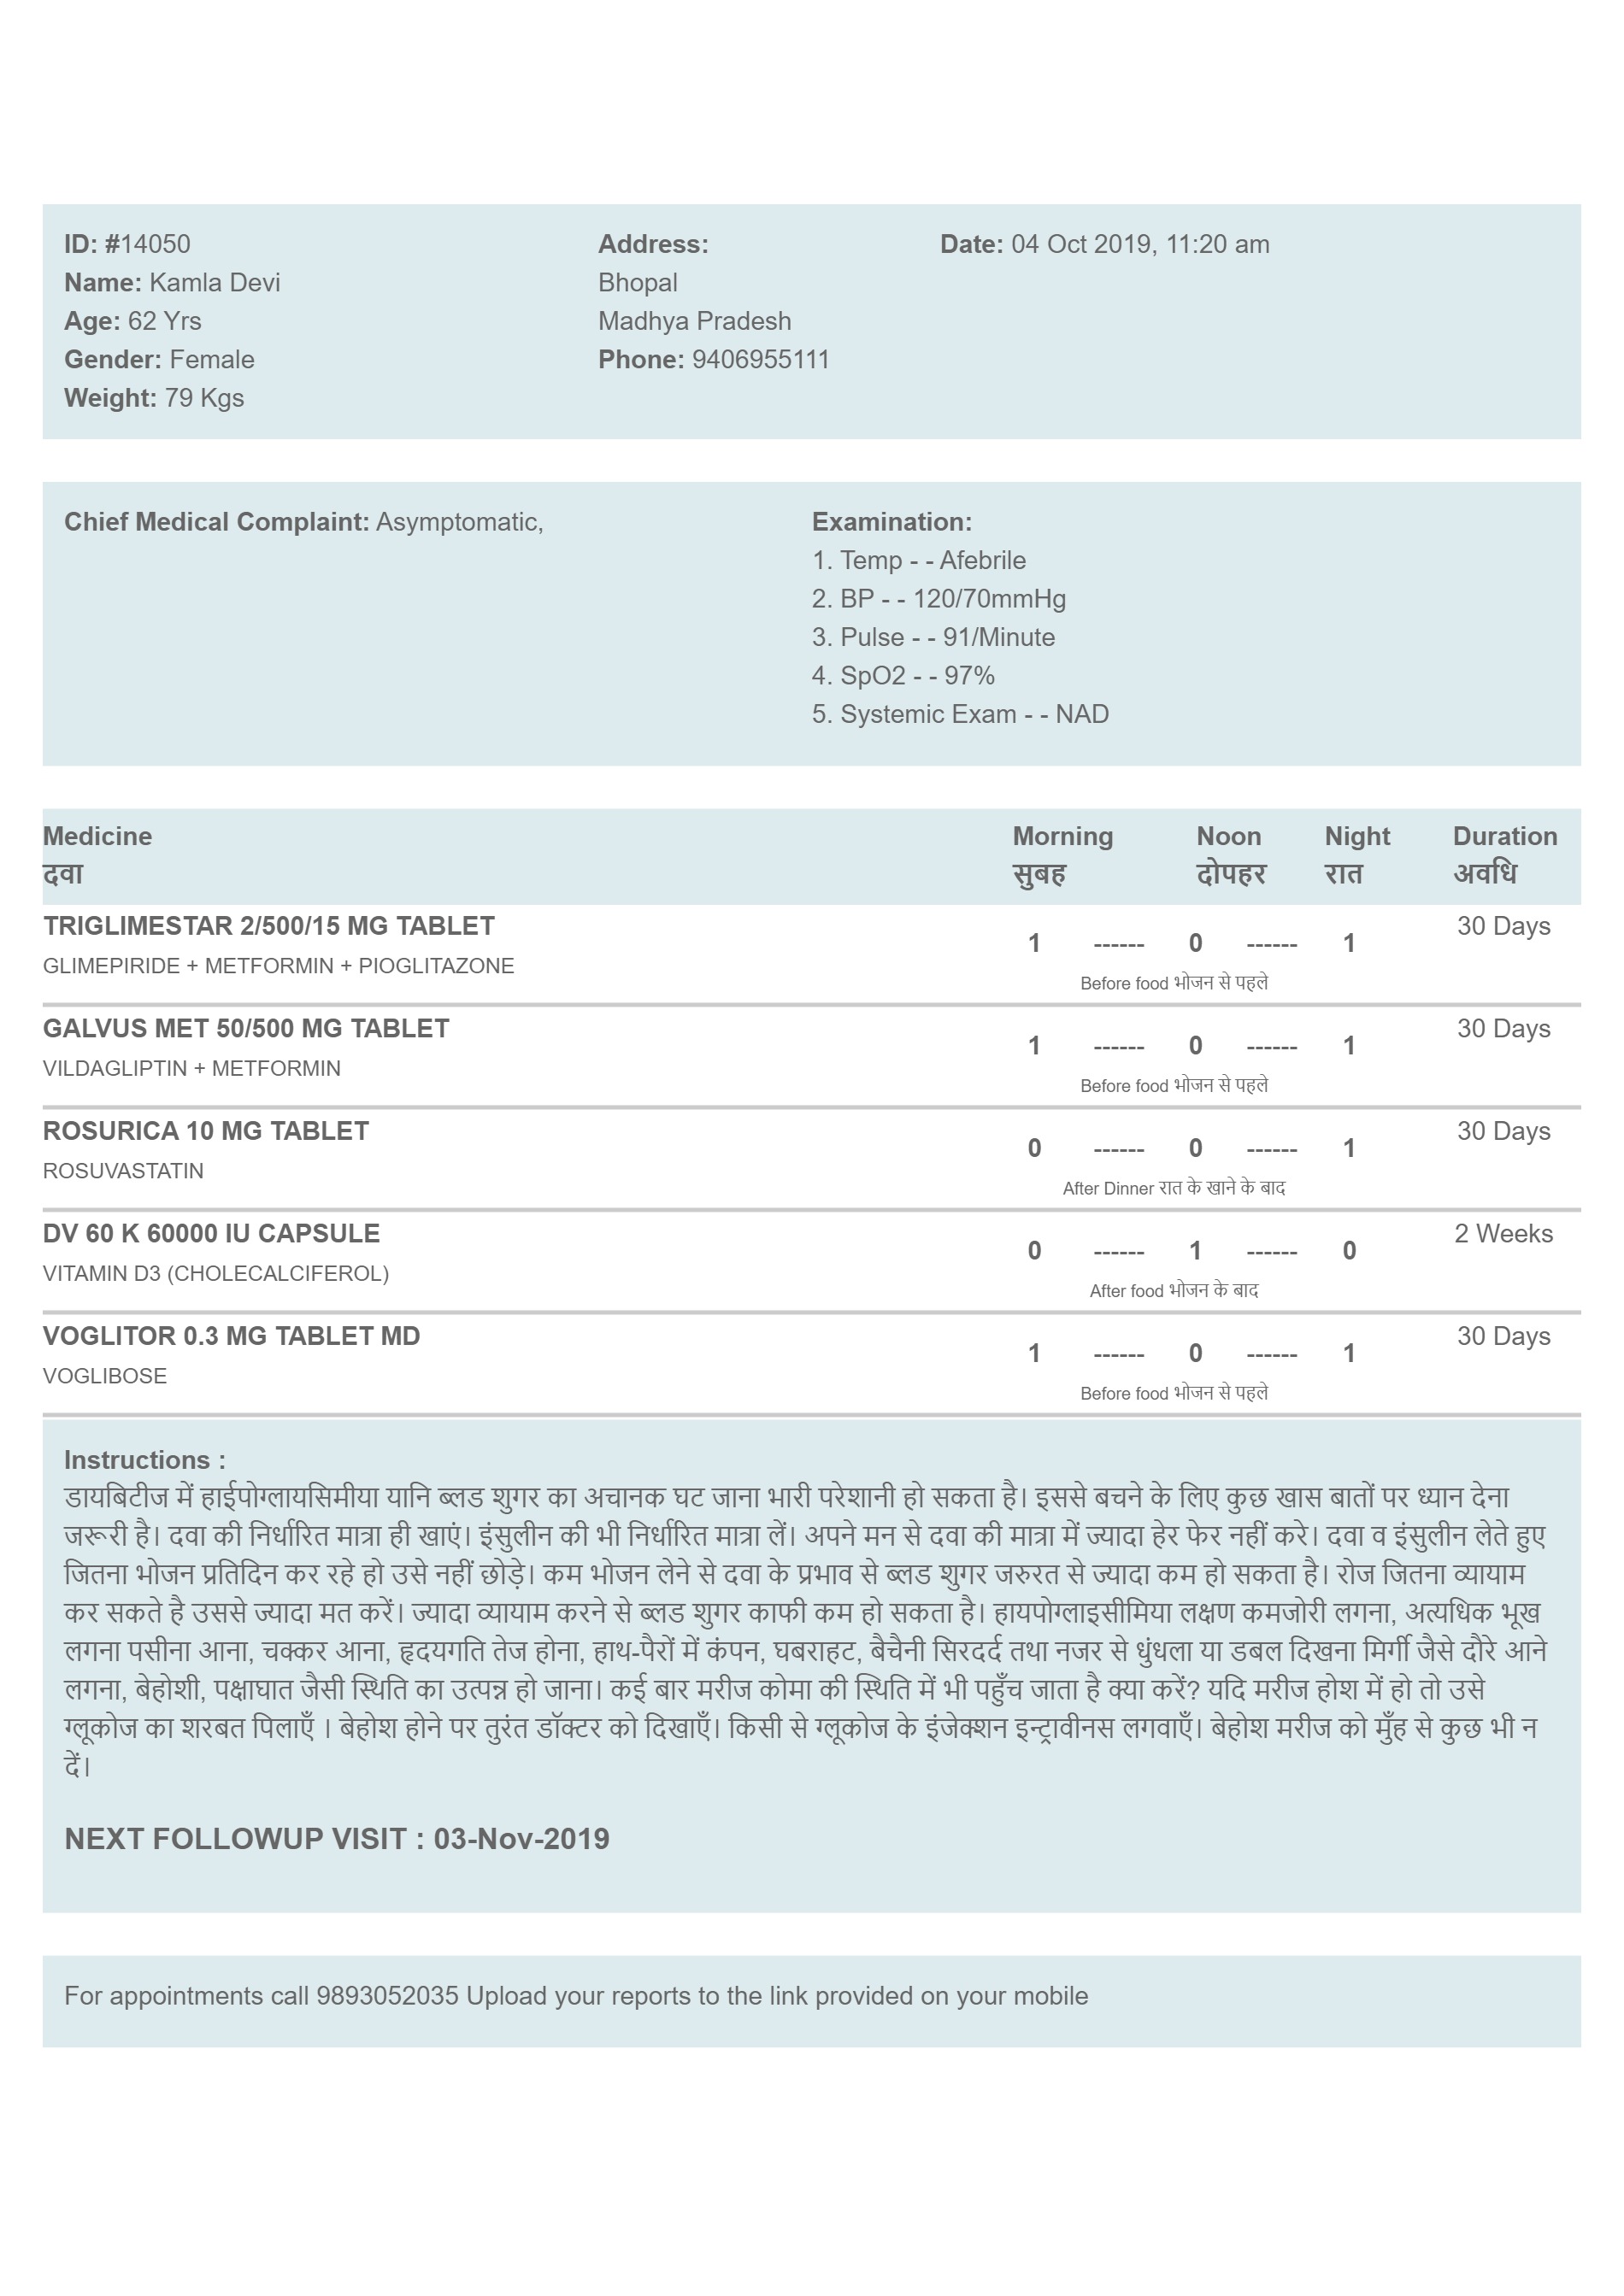 ID: #14050
Name: Kamla Devi
Age: 62 Yrs
Gender: Female
Weight: 79 Kgs
Address:
Bhopal
Madhya Pradesh
Phone: 9406955111
Date: 04 Oct 2019, 11:20 am
Chief Medical Complaint: Asymptomatic,
Examination:
1. Temp - - Afebrile
2. BP - - 120/70mmHg
3. Pulse - - 91/Minute
4. SpO2 - - 97%
5. Systemic Exam - - NAD
Medicine Morning Noon Night Duration
दवा सुबह दोपहर रात अवधि
TRIGLIMESTAR 2/500/15 MG TABLET 30 Days
1 ------ 0 ------ 1
GLIMEPIRIDE + METFORMIN + PIOGLITAZONE
Before food भोजन से पहले
GALVUS MET 50/500 MG TABLET 30 Days
1 ------ 0 ------ 1
VILDAGLIPTIN + METFORMIN
Before food भोजन से पहले
ROSURICA 10 MG TABLET 30 Days
0 ------ 0 ------ 1
ROSUVASTATIN
After Dinner रात के खाने के बाद
DV 60 K 60000 IU CAPSULE 2 Weeks
0 ------ 1 ------ 0
VITAMIN D3 (CHOLECALCIFEROL)
After food भोजन के बाद
VOGLITOR 0.3 MG TABLET MD 30 Days
1 ------ 0 ------ 1
VOGLIBOSE
Before food भोजन से पहले
Instructions :
डायबिटीज में हाईपोग्लायसिमीया यानि ब्लड शुगर का अचानक घट जाना भारी परेशानी हो सकता है। इससे बचने के लिए कुछ खास बातों पर ध्यान देना
जरूरी है। दवा की निर्धारित मात्रा ही खाएं। इंसुलीन की भी निर्धारित मात्रा लें। अपने मन से दवा की मात्रा में ज्यादा हेर फेर नहीं करे। दवा व इंसुलीन लेते हुए
जितना भोजन प्रतिदिन कर रहे हो उसे नहीं छोड़े। कम भोजन लेने से दवा के प्रभाव से ब्लड शुगर जरुरत से ज्यादा कम हो सकता है। रोज जितना व्यायाम
कर सकते है उससे ज्यादा मत करें। ज्यादा व्यायाम करने से ब्लड शुगर काफी कम हो सकता है। हायपोग्लाइसीमिया लक्षण कमजोरी लगना, अत्यधिक भूख
लगना पसीना आना, चक्कर आना, हृदयगति तेज होना, हाथ-पैरों में कंपन, घबराहट, बैचैनी सिरदर्द तथा नजर से धुंधला या डबल दिखना मिर्गी जैसे दौरे आने
लगना, बेहोशी, पक्षाघात जैसी स्थिति का उत्पन्न हो जाना। कई बार मरीज कोमा की स्थिति में भी पहुँच जाता है क्या करें? यदि मरीज होश में हो तो उसे
ग्लूकोज का शरबत पिलाएँ । बेहोश होने पर तुरंत डॉक्टर को दिखाएँ। किसी से ग्लूकोज के इंजेक्शन इन्ट्रावीनस लगवाएँ। बेहोश मरीज को मुँह से कुछ भी न
दें।
NEXT FOLLOWUP VISIT : 03-Nov-2019
For appointments call 9893052035 Upload your reports to the link provided on your mobile